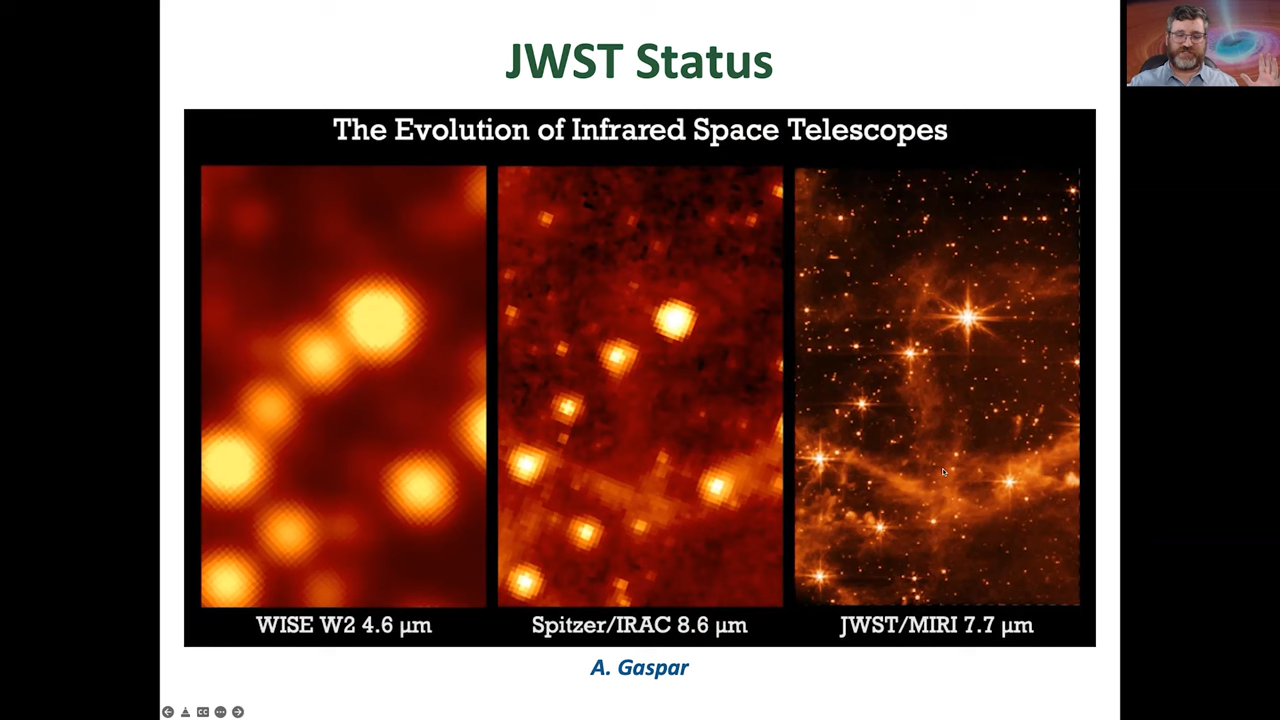 JWST Status
The Evolution of Infrared Space Telescopes
WISE W2 4.6 μm
Spitzer/IRAC 8.6 μm
JWST/MIRI 7.7 μm
A. Gaspar
CC